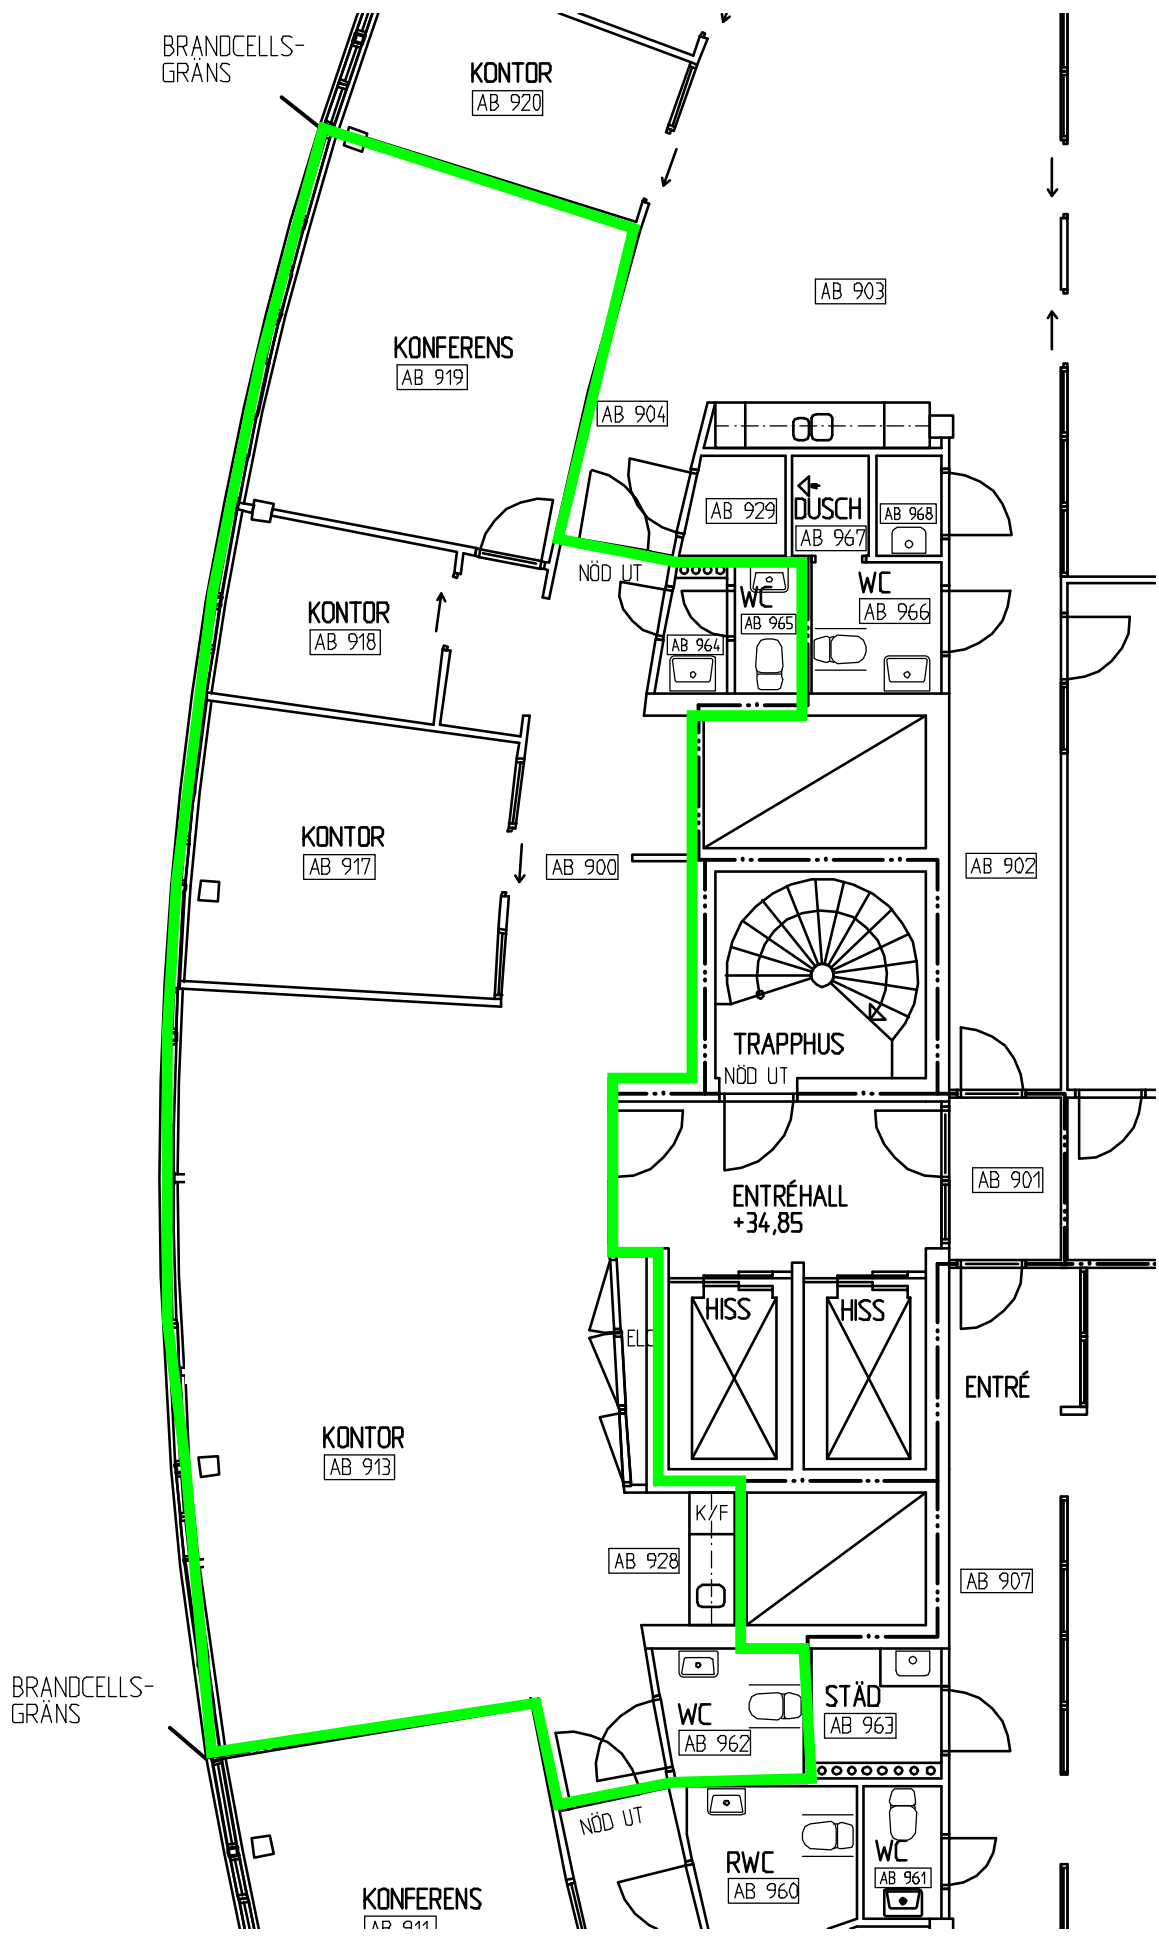 BRANDCELLS-
GRÄNS
KONTOR
AB 920
AB 903
KONFERENS
AB 919
AB 904
AB 929
DUSCH
AB 967
AB 968
NÖD UT
WC
AB 965
WC
AB 966
KONTOR
AB 918
AB 964
KONTOR
AB 917
AB 900
AB 902
TRAPPHUS
NÖD UT
ENTRÉHALL
+34,85
AB 901
HISS
HISS
ENTRÉ
KONTOR
AB 913
K/F
AB 928
AB 907
BRANDCELLS-
GRÄNS
WC
AB 962
STÄD
AB 963
NÖD UT
RWC
AB 960
WC
AB 961
KONFERENS
AB 911